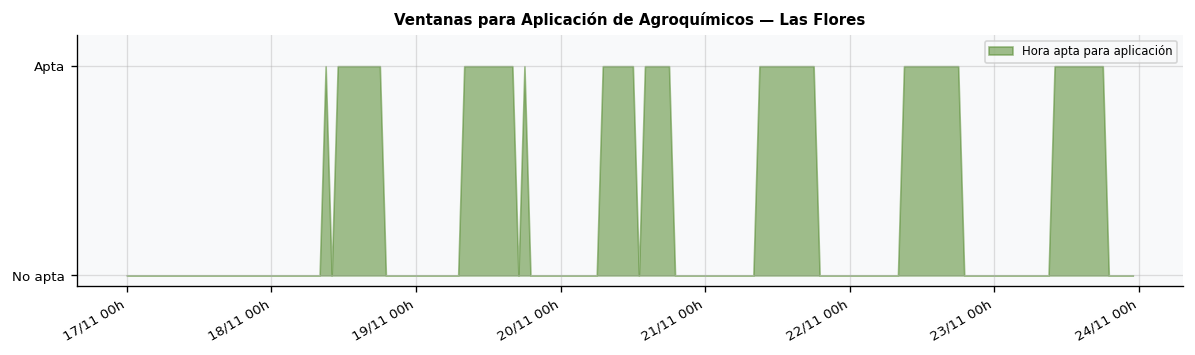 Ventanas para Aplicación de Agroquímicos — Las Flores
Hora apta para aplicación
Apta
No apta
17/11 00h
18/11 00h
19/11 00h
20/11 00h
21/11 00h
22/11 00h
23/11 00h
24/11 00h